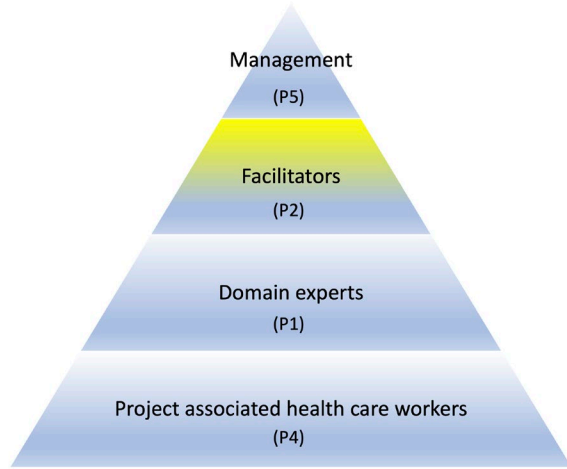 Management
(P5)
Facilitators
(P2)
Domain experts
(P1)
Project associated health care workers
(P4)